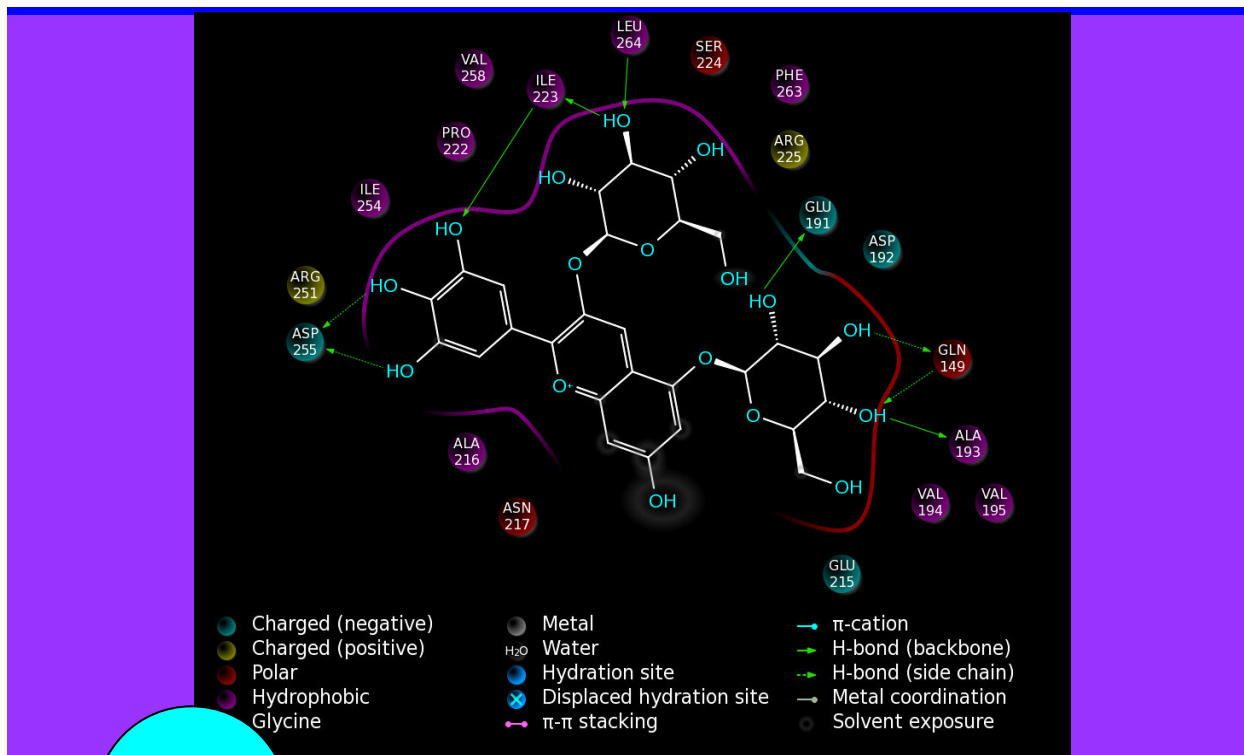 LEU
264
SER
224
VAL
258
ILE
223
PHE
263
HO
PRO
222
ARG
225
OH
HO
ILE
254
GLU
191
HO
ASP
192
O
O
ARG
251
HO
OH
HO
ASP
255
OH
GLN
149
O
HO
O+
O
OH
ALA
216
ALA
193
OH
OH
VAL
194
VAL
195
ASN
217
GLU
215
Charged (negative)
Charged (positive)
Polar
Hydrophobic
Glycine
Metal
H₂O Water
Hydration site
Displaced hydration site
π-π stacking
π-cation
H-bond (backbone)
H-bond (side chain)
Metal coordination
Solvent exposure